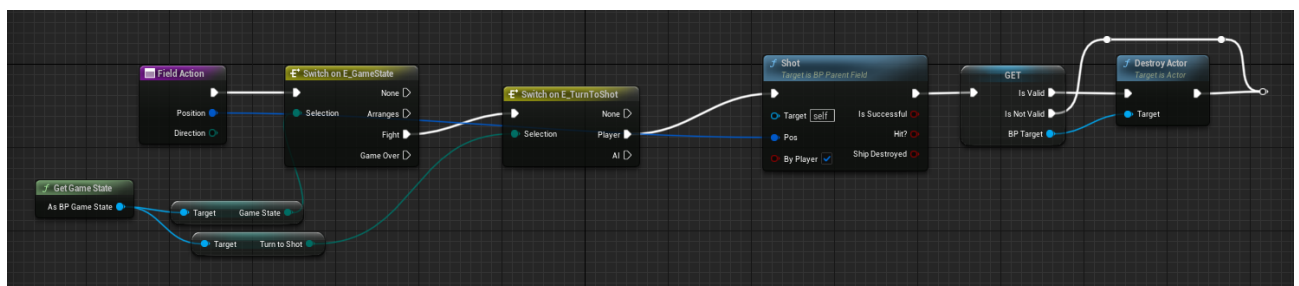 Field Action
Position
Direction
Get Game State
As BP Game State
Target Game State
Target Turn to Shot
Switch on E_GameState
None
Selection Arranges
Fight
Game Over
Switch on E_TurnToShot
None
Selection Player
AI
f Shot
Target is BP Parent Field
Target self Is Successful
Pos Hit?
By Player Ship Destroyed
GET
Is Valid
Is Not Valid
BP Target
f Destroy Actor
Target is Actor
Target